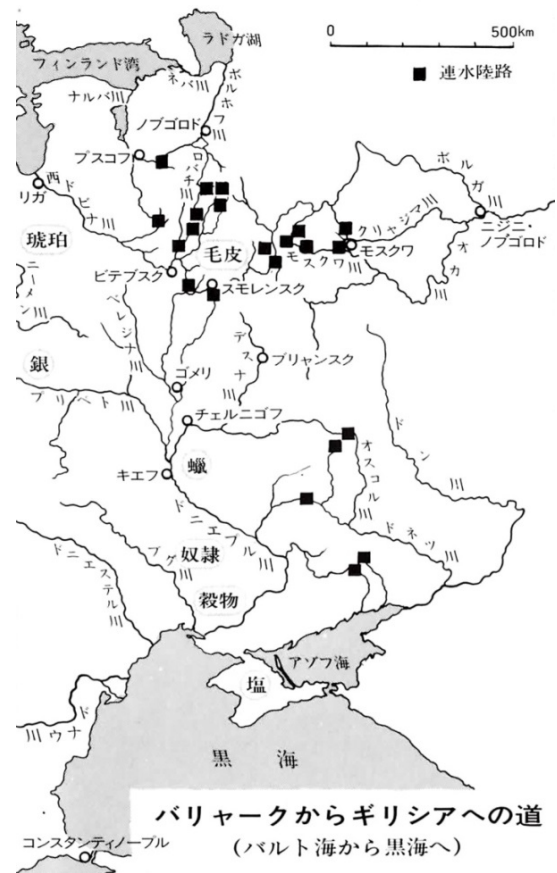 ラドガ湖
0 500km
■ 連水陸路
フィンランド湾
ネバ川
ボルホフ川
ナルバ川
ノブゴロド
プスコフ
ロバチ川
ボルガ川
リガ
西ドビナ川
クリャジマ川
ニジニ・
ノブゴロド
琥珀
毛皮
モスクワ川
モスクワ
オカ川
ビテブスク
スモレンスク
ニーメン川
ベレジナ川
デスナ川
ブリャンスク
銀
ゴメリ
プリペト川
チェルニゴフ
ドン川
オスコル川
キエフ
蠟
ドニエプル川
ドネツ川
奴隷
ブグ川
ドニエステル川
穀物
アゾフ海
塩
ドナウ川
黒海
バリャークからギリシアへの道
(バルト海から黒海へ)
コンスタンティノープル